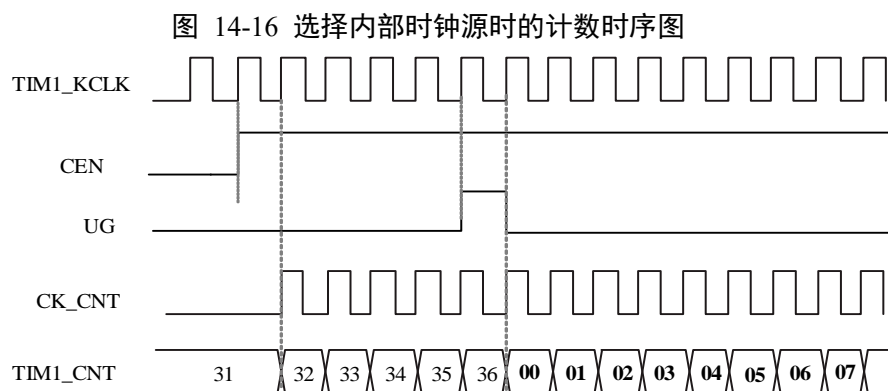 图 14-16 选择内部时钟源时的计数时序图
TIM1_KCLK
CEN
UG
CK_CNT
TIM1_CNT 31 32 33 34 35 36 00 01 02 03 04 05 06 07